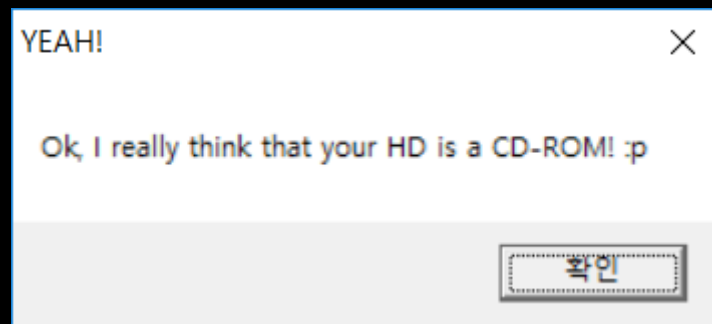 YEAH!
Ok, I really think that your HD is a CD-ROM! :p
확인